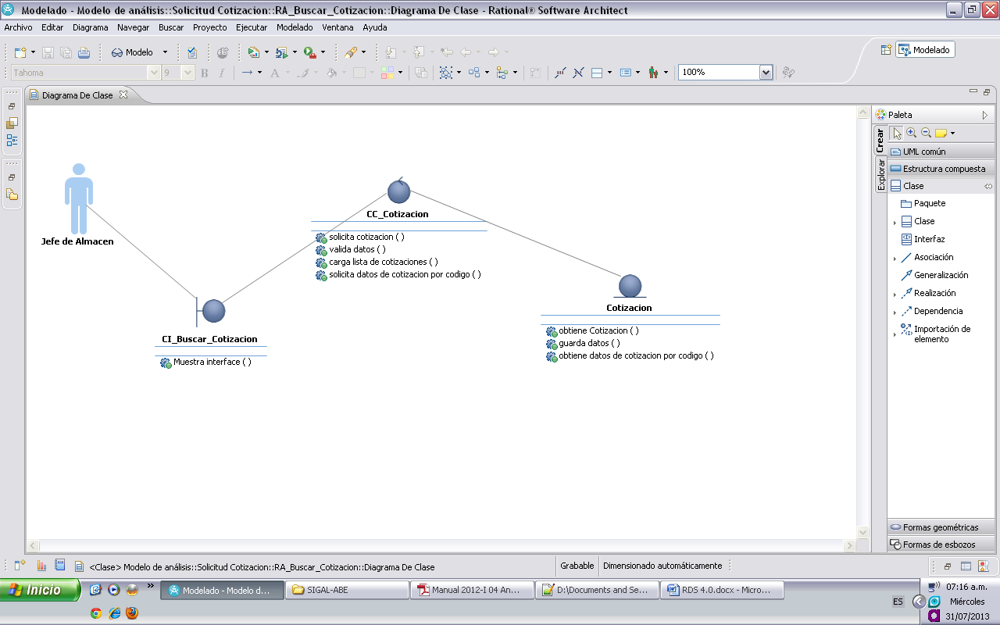 Modelado - Modelo de análisis::Solicitud Cotizacion::RA_Buscar_Cotizacion::Diagrama De Clase - Rational® Software Architect
Archivo Editar Diagrama Navegar Buscar Proyecto Ejecutar Modelado Ventana Ayuda
Modelo
Modelado
Tahoma 9 B I A 100%
Diagrama De Clase
Paleta
Crear
Explorar
UML común
Estructura compuesta
Clase
Paquete
Clase
Interfaz
Asociación
Generalización
Realización
Dependencia
Importación de
elemento
Formas geométricas
Formas de esbozos
Jefe de Almacen
CC_Cotizacion
solicita cotizacion ( )
valida datos ( )
carga lista de cotizaciones ( )
solicita datos de cotizacion por codigo ( )
CI_Buscar_Cotizacion
Muestra interface ( )
Cotizacion
obtiene Cotizacion ( )
guarda datos ( )
obtiene datos de cotizacion por codigo ( )
<Clase> Modelo de análisis::Solicitud Cotizacion::RA_Buscar_Cotizacion::Diagrama De Clase
Grabable
Dimensionado automáticamente
Inicio
Modelado - Modelo d...
SIGAL-ABE
Manual 2012-I 04 An...
D:\Documents and Se...
RDS 4.0.docx - Micro...
ES
07:16 a.m.
Miércoles
31/07/2013